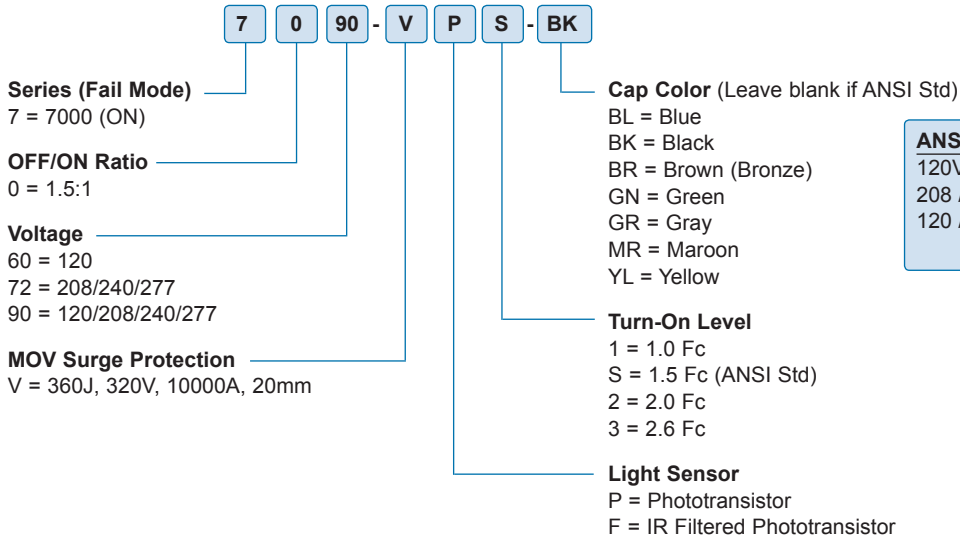 7 0 90 - V P S - BK
Series (Fail Mode)
7 = 7000 (ON)
OFF/ON Ratio
0 = 1.5:1
Voltage
60 = 120
72 = 208/240/277
90 = 120/208/240/277
MOV Surge Protection
V = 360J, 320V, 10000A, 20mm
Cap Color (Leave blank if ANSI Std)
BL = Blue
BK = Black
BR = Brown (Bronze)
GN = Green
GR = Gray
MR = Maroon
YL = Yellow
120
208
120
Turn-On Level
1 = 1.0 Fc
S = 1.5 Fc (ANSI Std)
2 = 2.0 Fc
3 = 2.6 Fc
Light Sensor
P = Phototransistor
F = IR Filtered Phototransistor